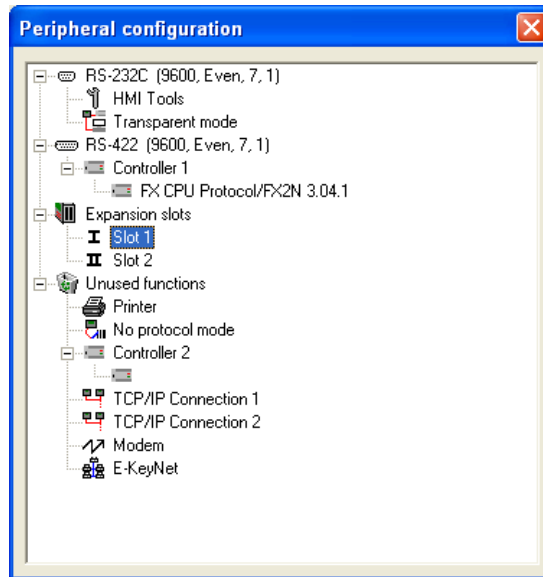 Peripheral configuration
RS-232C (9600, Even, 7, 1)
HMI Tools
Transparent mode
RS-422 (9600, Even, 7, 1)
Controller 1
FX CPU Protocol/FX2N 3.04.1
Expansion slots
I Slot 1
II Slot 2
Unused functions
Printer
No protocol mode
Controller 2
TCP/IP Connection 1
TCP/IP Connection 2
Modem
E-KeyNet